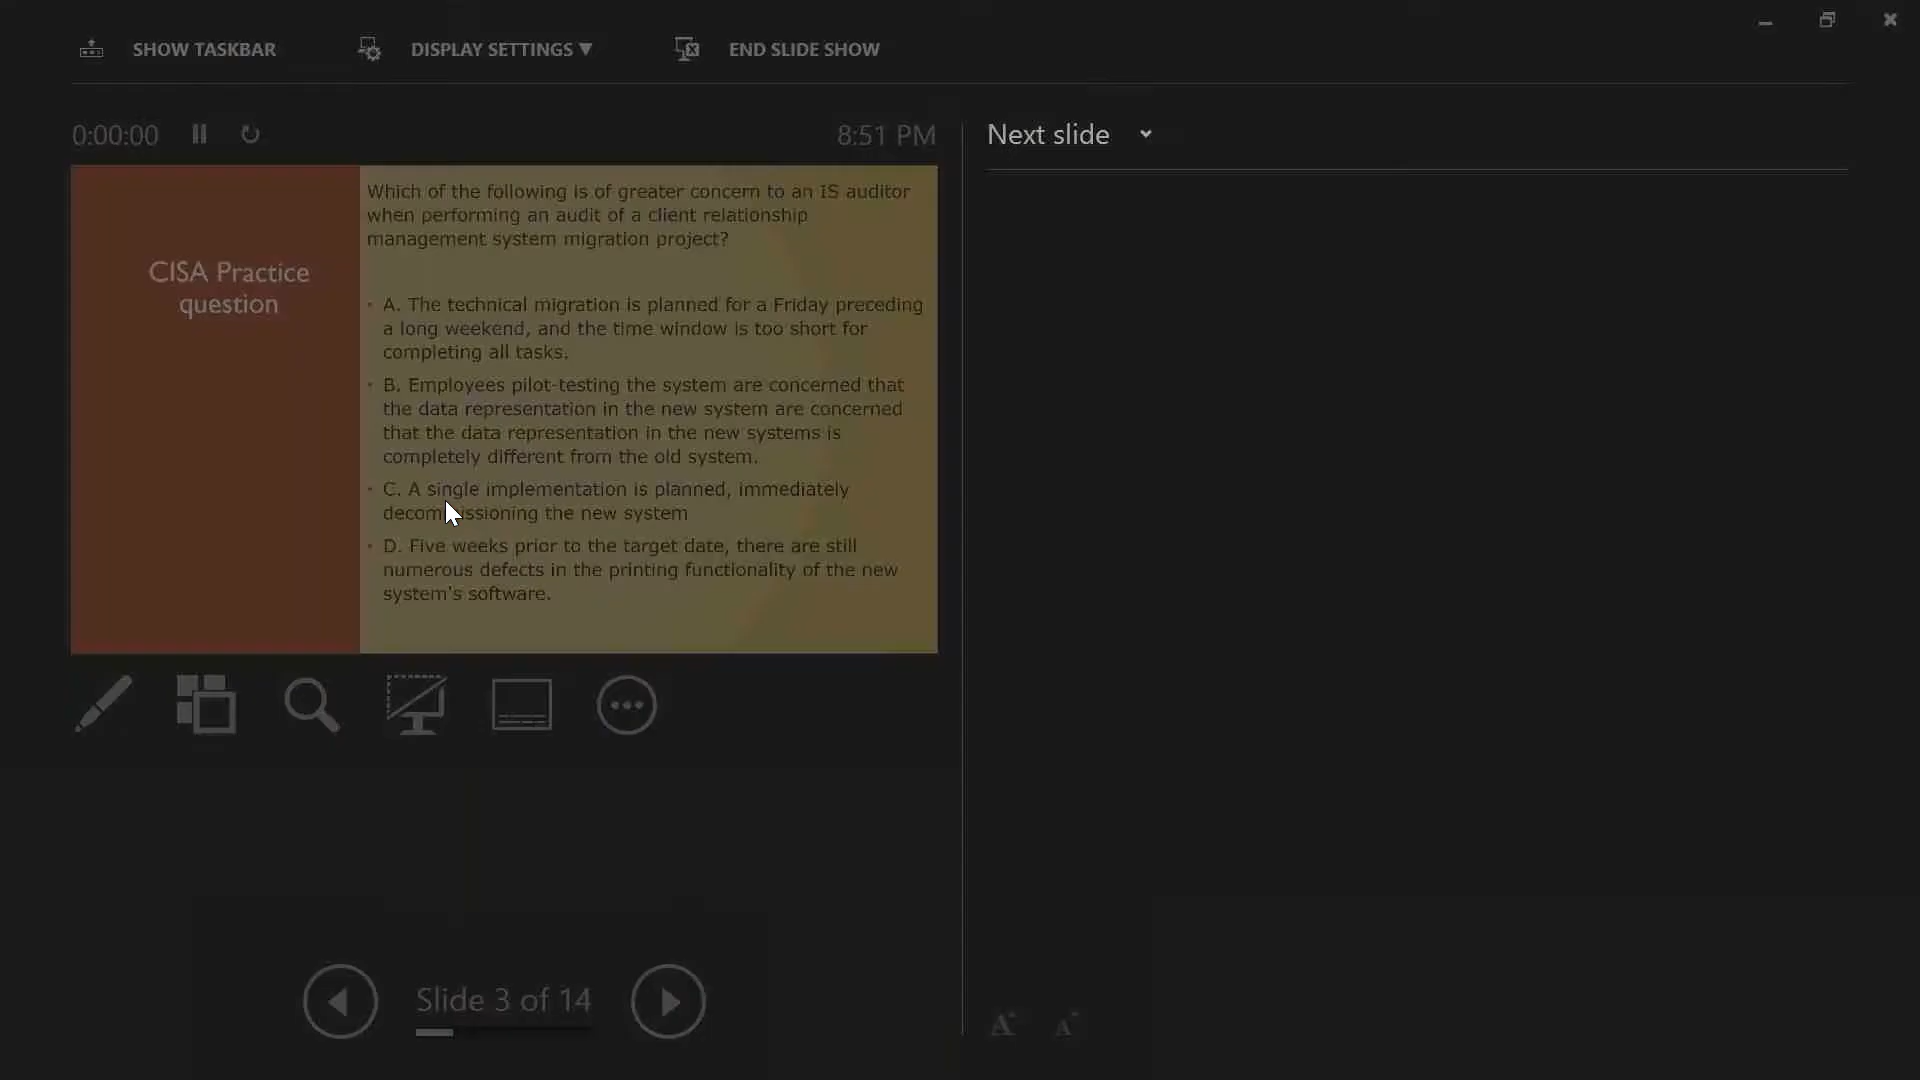 SHOW TASKBAR
DISPLAY SETTINGS ▼
END SLIDE SHOW
0:00:00
8:51 PM
Next slide
CISA Practice
question
Which of the following is of greater concern to an IS auditor
when performing an audit of a client relationship
management system migration project?
• A. The technical migration is planned for a Friday preceding
a long weekend, and the time window is too short for
completing all tasks.
• B. Employees pilot-testing the system are concerned that
the data representation in the new system are concerned
that the data representation in the new systems is
completely different from the old system.
• C. A single implementation is planned, immediately
decommissioning the new system
• D. Five weeks prior to the target date, there are still
numerous defects in the printing functionality of the new
system's software.
Slide 3 of 14
A A